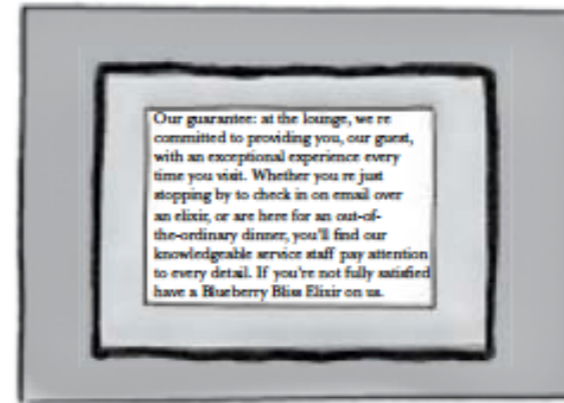 Our guarantee: at the lounge, we re
committed to providing you, our guest,
with an exceptional experience every
time you visit. Whether you re just
stopping by to check in on email over
an elixir, or are here for an out-of-
the-ordinary dinner, you'll find our
knowledgeable service staff pay attention
to every detail. If you're not fully satisfied
have a Blueberry Bliss Elixir on us.